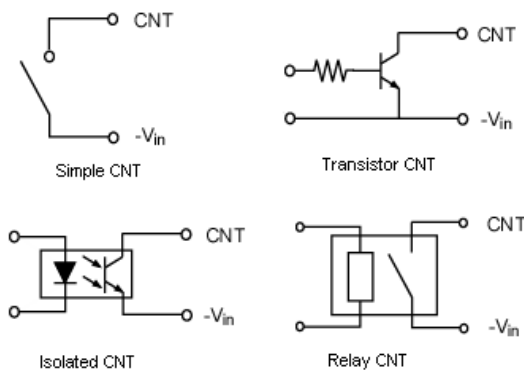 CNT
-Vin
Simple CNT
CNT
-Vin
Transistor CNT
CNT
-Vin
Isolated CNT
CNT
-Vin
Relay CNT